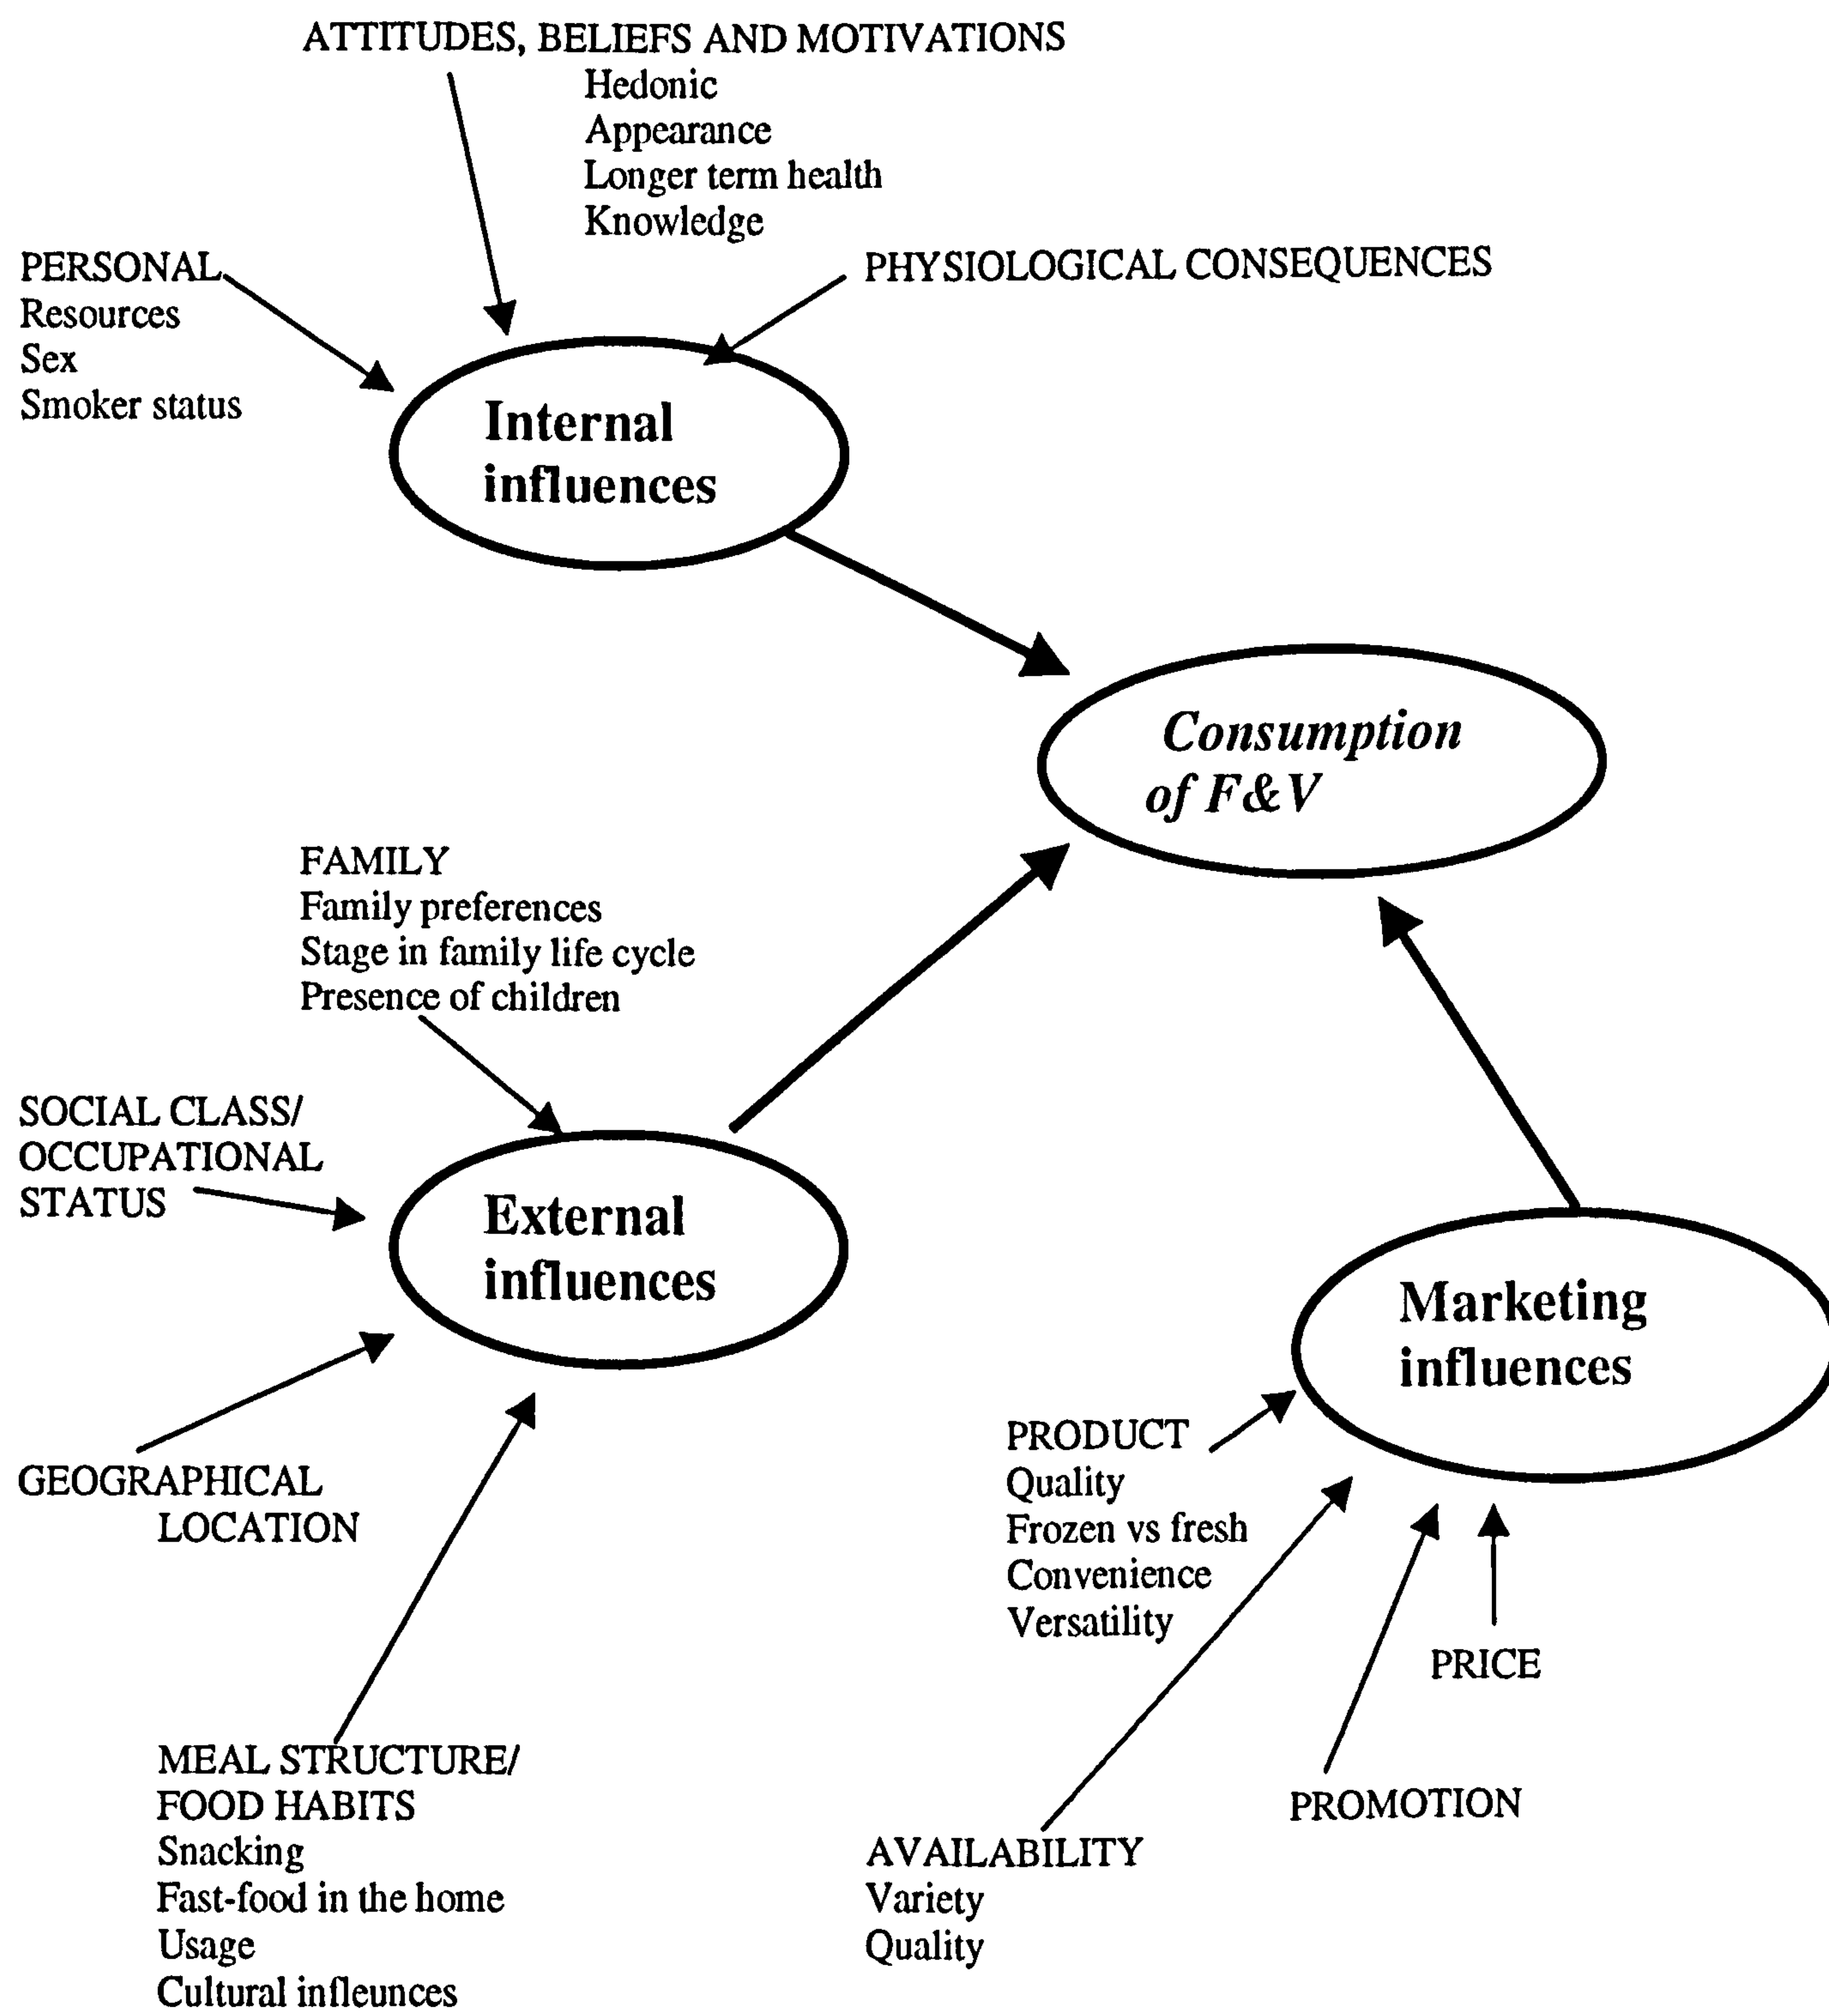 ATTITUDES, BELIEFS AND MOTIVATIONS
Hedonic
Appearance
Longer term health
Knowledge
PERSONAL
Resources
Sex
Smoker status
PHYSIOLOGICAL CONSEQUENCES
Internal
influences
Consumption
of F&V
FAMILY
Family preferences
Stage in family life cycle
Presence of children
SOCIAL CLASS/
OCCUPATIONAL
STATUS
External
influences
Marketing
influences
GEOGRAPHICAL
LOCATION
PRODUCT
Quality
Frozen vs fresh
Convenience
Versatility
PRICE
MEAL STRUCTURE/
FOOD HABITS
Snacking
Fast-food in the home
Usage
Cultural infleunces
PROMOTION
AVAILABILITY
Variety
Quality